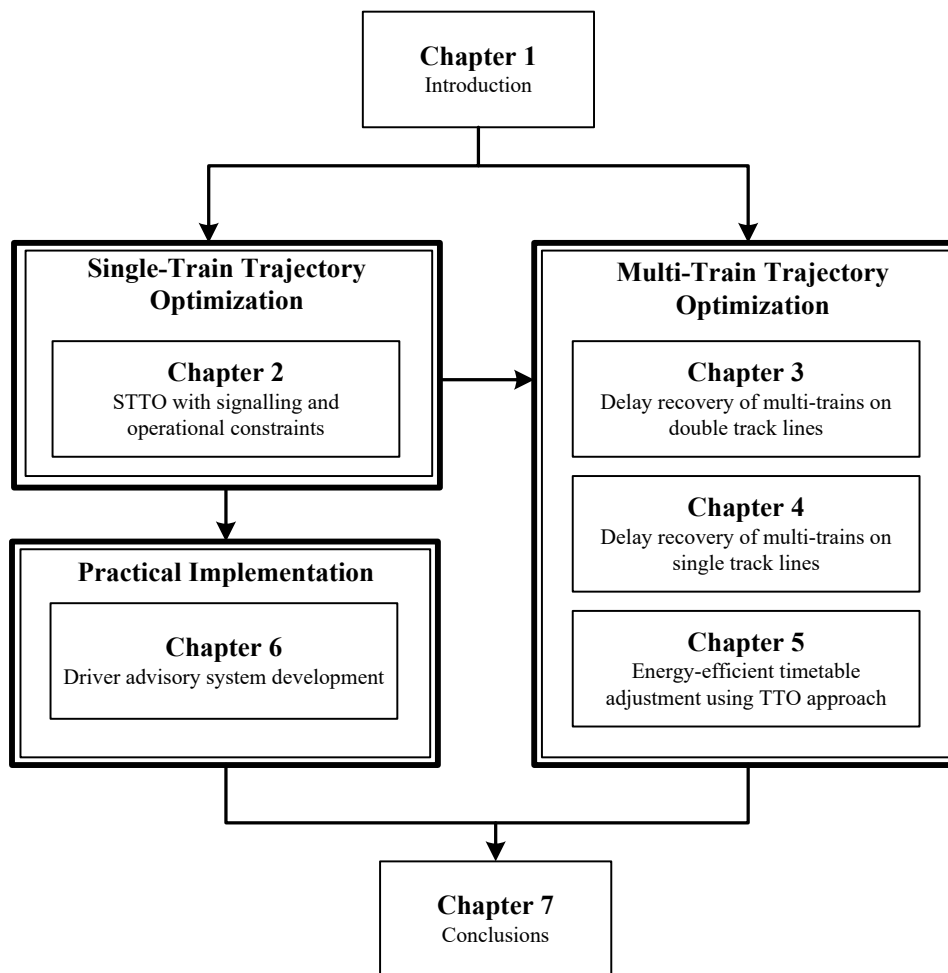 Chapter 1
Introduction
Single-Train Trajectory
Optimization
Chapter 2
STTO with signalling and
operational constraints
Multi-Train Trajectory
Optimization
Chapter 3
Delay recovery of multi-trains on
double track lines
Chapter 4
Delay recovery of multi-trains on
single track lines
Chapter 5
Energy-efficient timetable
adjustment using TTO approach
Practical Implementation
Chapter 6
Driver advisory system development
Chapter 7
Conclusions